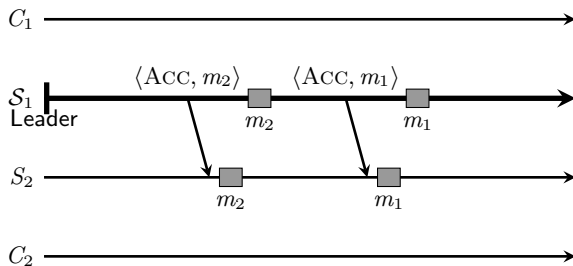 C₁
⟨Acc, m₂⟩ ⟨Acc, m₁⟩
𝒮₁
Leader
m₂ m₁
S₂
m₂ m₁
C₂